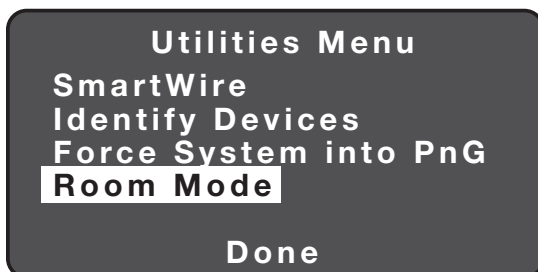 Utilities Menu
SmartWire
Identify Devices
Force System into PnG
Room Mode
Done